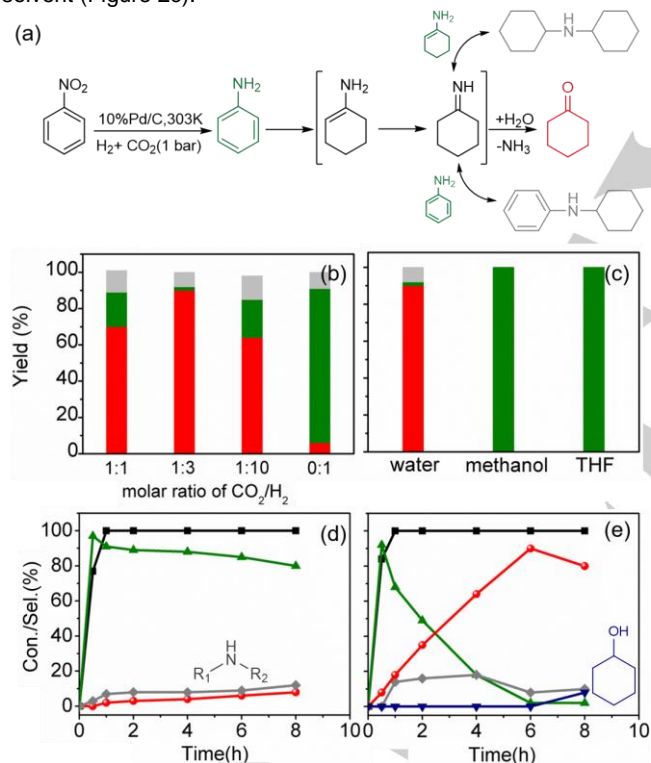 solvent (Figure 2c).
(a)
NH2
H
N
NO2
NH2
NH2
NH
O
10%Pd/C,303K
H2+ CO2(1 bar)
+H2O
-NH3
NH2
H
N
(b)
(c)
Yield (%)
100
80
60
40
20
0
1:1
1:3
1:10
0:1
water
methanol
THF
molar ratio of CO2/H2
(d)
(e)
Con./Sel.(%)
100
80
60
40
20
0
H
R1
N
R2
OH
0
2
4
6
8
10
0
2
4
6
8
10
Time(h)
Time(h)